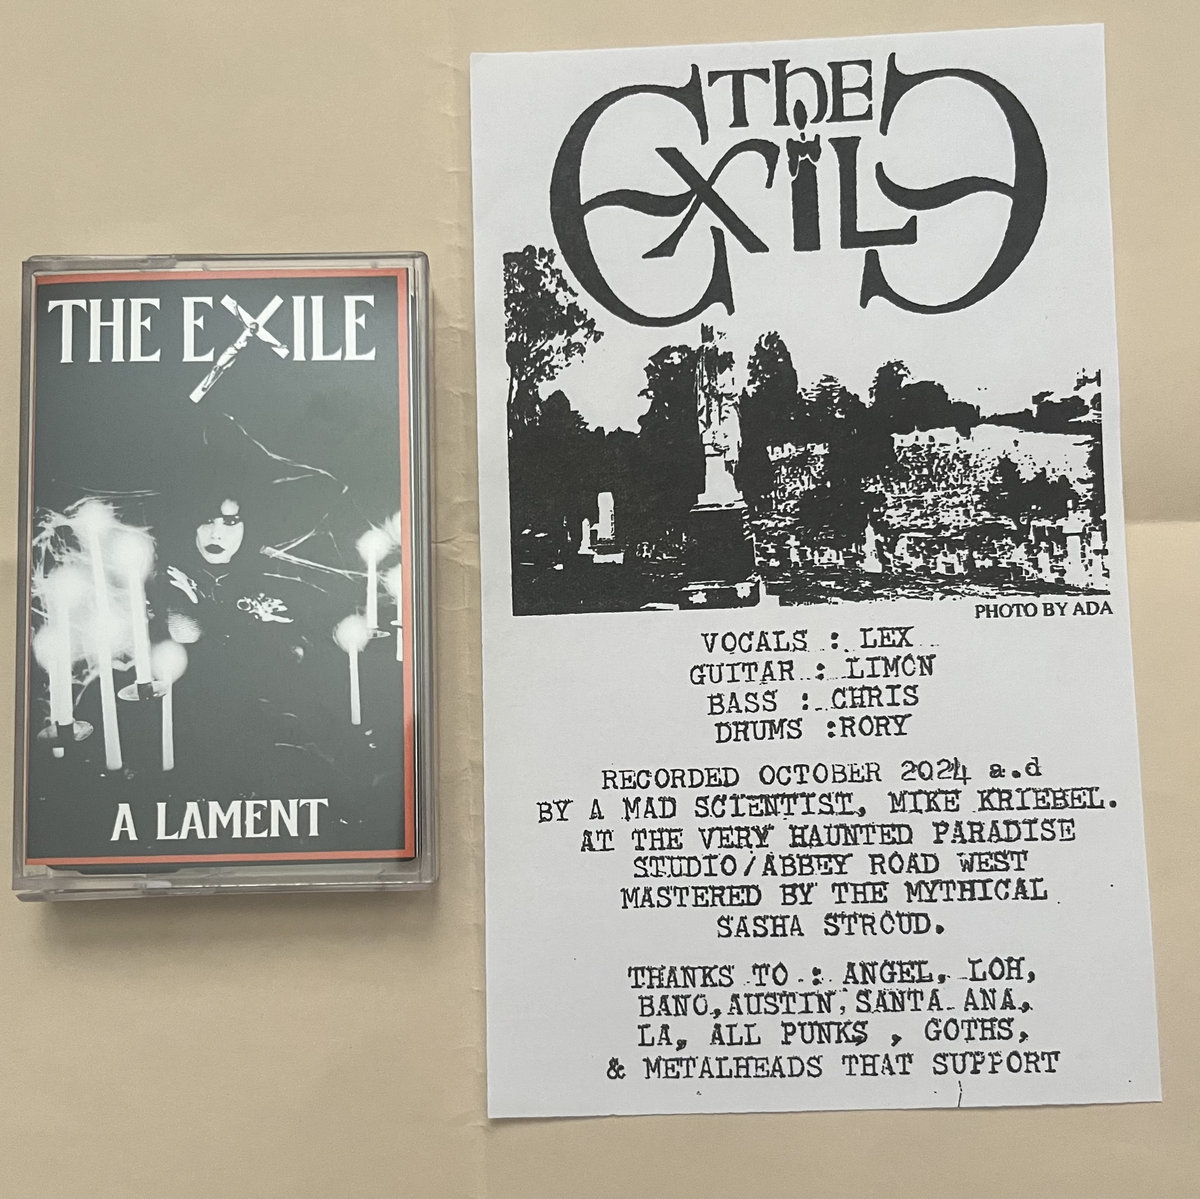 THE EXILE
A LAMENT
THE
EXILE
PHOTO BY ADA
VOCALS : LEX
GUITAR : LIMON
BASS : CHRIS
DRUMS :RORY
RECORDED OCTOBER 2024 a.d
BY A MAD SCIENTIST, MIKE KRIEBEL.
AT THE VERY HAUNTED PARADISE
STUDIO/ABBEY ROAD WEST
MASTERED BY THE MYTHICAL
SASHA STROUD.
THANKS TO : ANGEL, LOH,
BANO,AUSTIN,SANTA ANA,
LA, ALL PUNKS , GOTHS,
& METALHEADS THAT SUPPORT